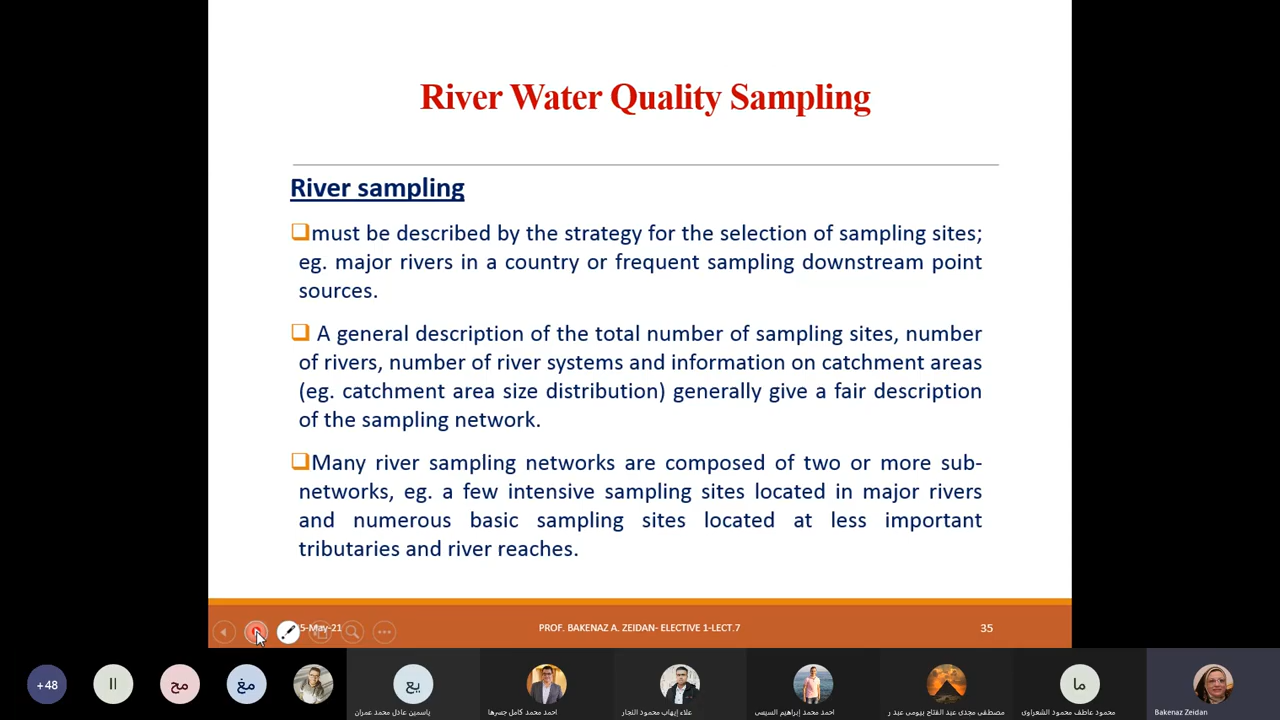 River Water Quality Sampling
River sampling
must be described by the strategy for the selection of sampling sites;
eg. major rivers in a country or frequent sampling downstream point
sources.
A general description of the total number of sampling sites, number
of rivers, number of river systems and information on catchment areas
(eg. catchment area size distribution) generally give a fair description
of the sampling network.
Many river sampling networks are composed of two or more sub-
networks, eg. a few intensive sampling sites located in major rivers
and numerous basic sampling sites located at less important
tributaries and river reaches.
5-May-21
PROF. BAKENAZ A. ZEIDAN- ELECTIVE 1-LECT.7
35
+48
اا
مح
مغ
يع
ما
ياسمين عادل محمد عمران
احمد محمد كامل جسرها
علاء إيهاب محمود النجار
احمد محمد إبراهيم السيسى
مصطفى مجدى عبد الفتاح بيومى عيد ر
محمود عاطف محمود الشعراوى
Bakenaz Zeidan